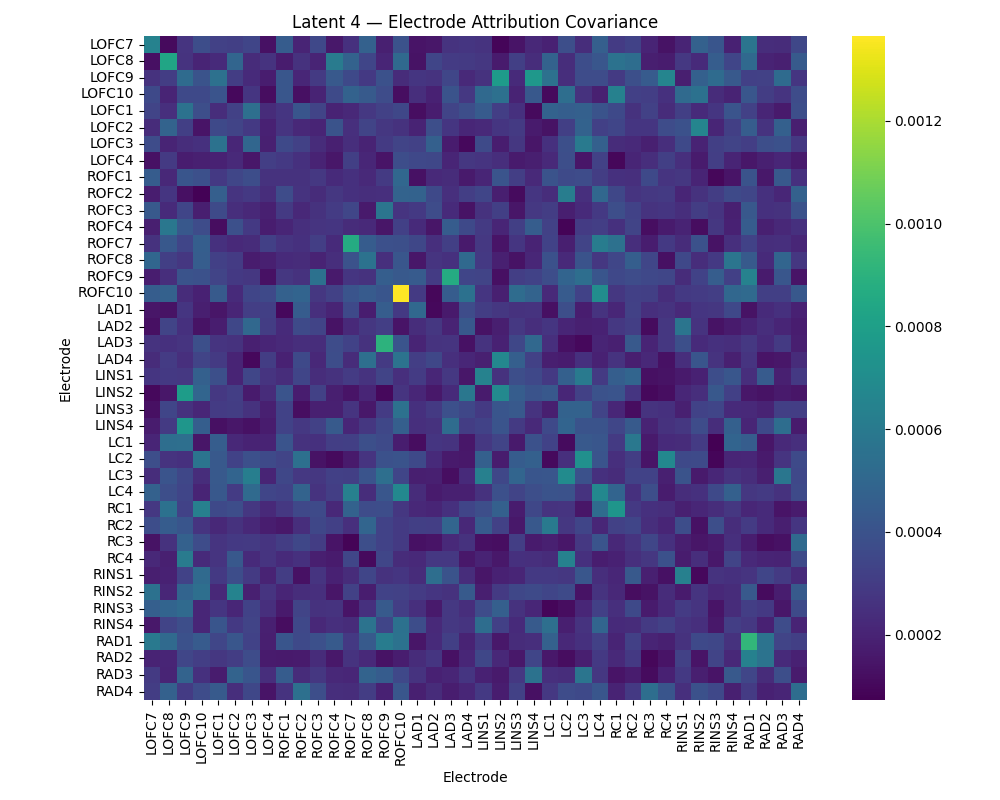 Latent 4 — Electrode Attribution Covariance
Electrode
LOFC7
LOFC8
LOFC9
LOFC10
LOFC1
LOFC2
LOFC3
LOFC4
ROFC1
ROFC2
ROFC3
ROFC4
ROFC7
ROFC8
ROFC9
ROFC10
LAD1
LAD2
LAD3
LAD4
LINS1
LINS2
LINS3
LINS4
LC1
LC2
LC3
LC4
RC1
RC2
RC3
RC4
RINS1
RINS2
RINS3
RINS4
RAD1
RAD2
RAD3
RAD4
LOFC7
LOFC8
LOFC9
LOFC10
LOFC1
LOFC2
LOFC3
LOFC4
ROFC1
ROFC2
ROFC3
ROFC4
ROFC7
ROFC8
ROFC9
ROFC10
LAD1
LAD2
LAD3
LAD4
LINS1
LINS2
LINS3
LINS4
LC1
LC2
LC3
LC4
RC1
RC2
RC3
RC4
RINS1
RINS2
RINS3
RINS4
RAD1
RAD2
RAD3
RAD4
Electrode
0.0012
0.0010
0.0008
0.0006
0.0004
0.0002